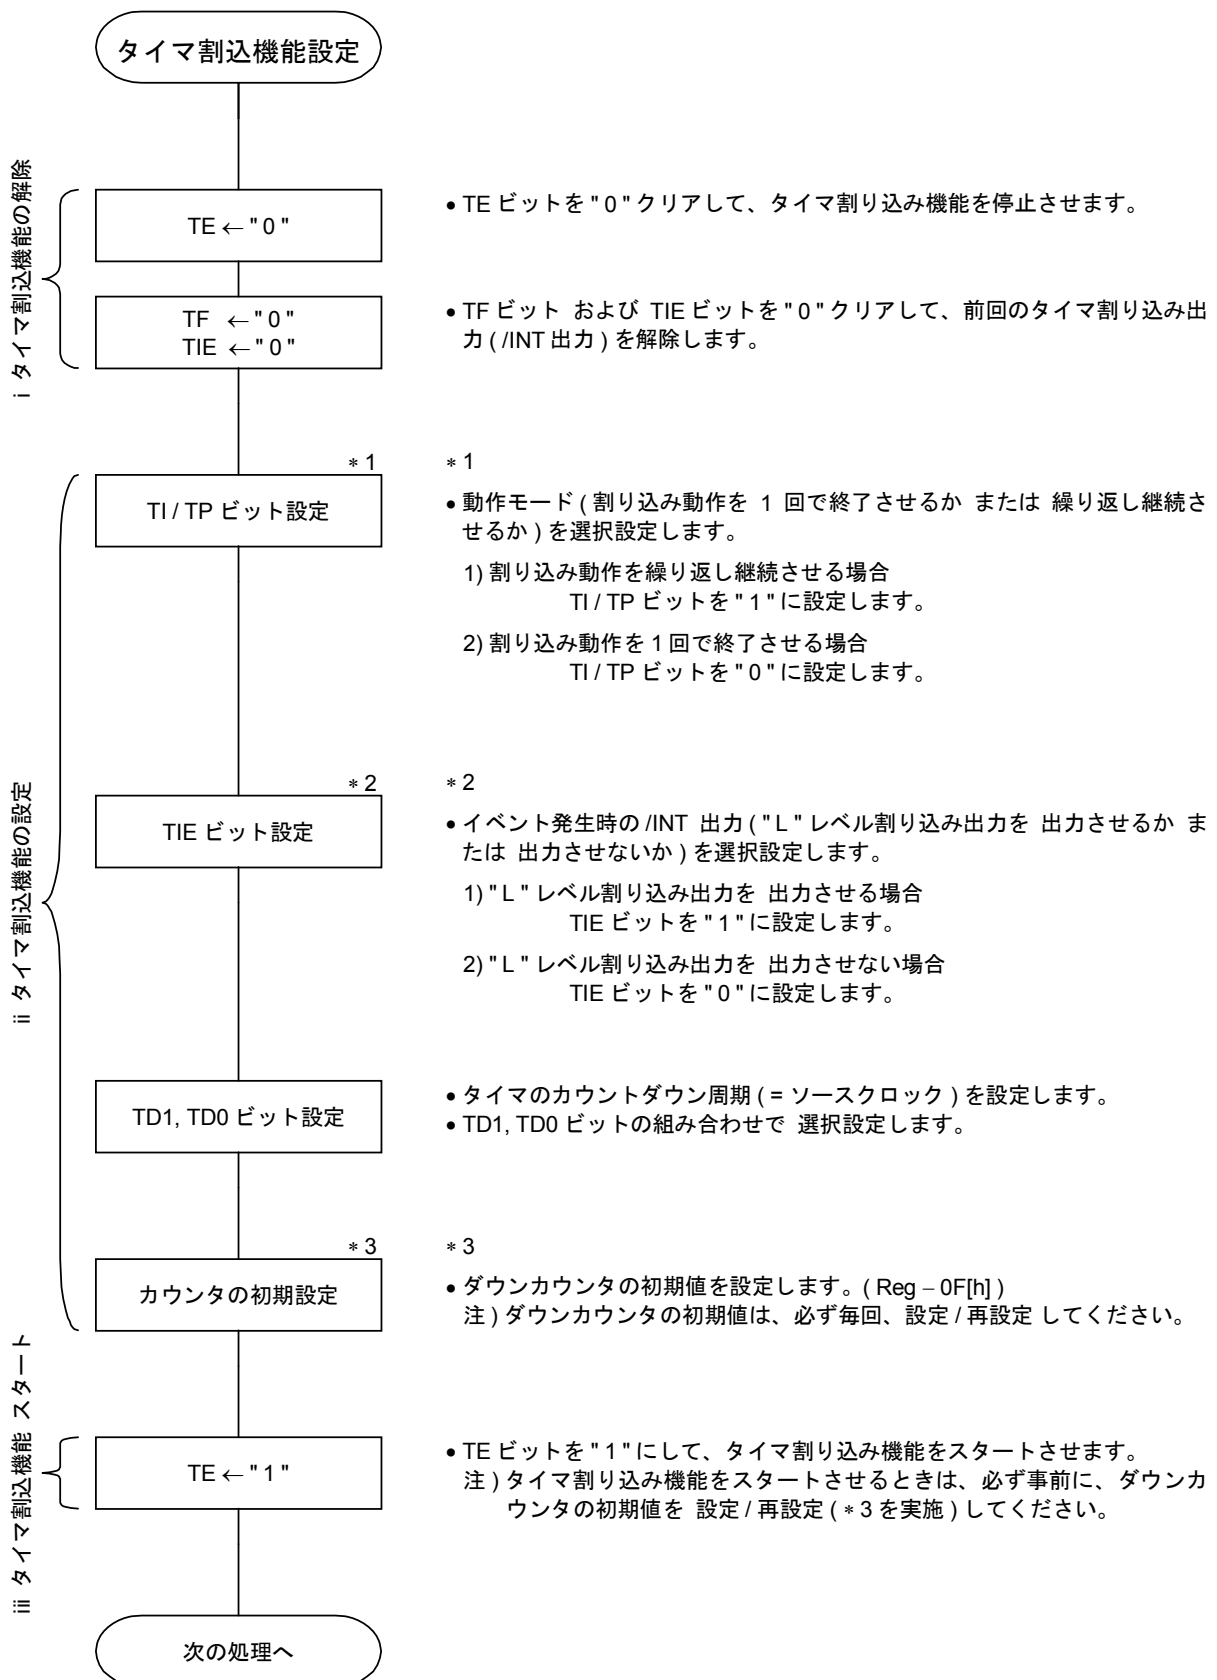 タイマ割込機能設定
i タイマ割込機能の解除
TE ← " 0 "
• TE ビットを " 0 " クリアして、タイマ割り込み機能を停止させます。
TF ← " 0 "
TIE ← " 0 "
• TF ビット および TIE ビットを " 0 " クリアして、前回のタイマ割り込み出
力 ( /INT 出力 ) を解除します。
ii タイマ割込機能の設定
* 1
TI / TP ビット設定
* 1
• 動作モード ( 割り込み動作を 1 回で終了させるか または 繰り返し継続さ
せるか ) を選択設定します。
1) 割り込み動作を繰り返し継続させる場合
TI / TP ビットを " 1 " に設定します。
2) 割り込み動作を 1 回で終了させる場合
TI / TP ビットを " 0 " に設定します。
* 2
TIE ビット設定
* 2
• イベント発生時の /INT 出力 ( " L " レベル割り込み出力を 出力させるか ま
たは 出力させないか ) を選択設定します。
1) " L " レベル割り込み出力を 出力させる場合
TIE ビットを " 1 " に設定します。
2) " L " レベル割り込み出力を 出力させない場合
TIE ビットを " 0 " に設定します。
TD1, TD0 ビット設定
• タイマのカウントダウン周期 ( = ソースクロック ) を設定します。
• TD1, TD0 ビットの組み合わせで 選択設定します。
* 3
カウンタの初期設定
* 3
• ダウンカウンタの初期値を設定します。( Reg – 0F[h] )
注 ) ダウンカウンタの初期値は、必ず毎回、設定 / 再設定 してください。
iii タイマ割込機能 スタート
TE ← " 1 "
• TE ビットを " 1 " にして、タイマ割り込み機能をスタートさせます。
注 ) タイマ割り込み機能をスタートさせるときは、必ず事前に、ダウンカ
ウンタの初期値を 設定 / 再設定 ( * 3 を実施 ) してください。
次の処理へ